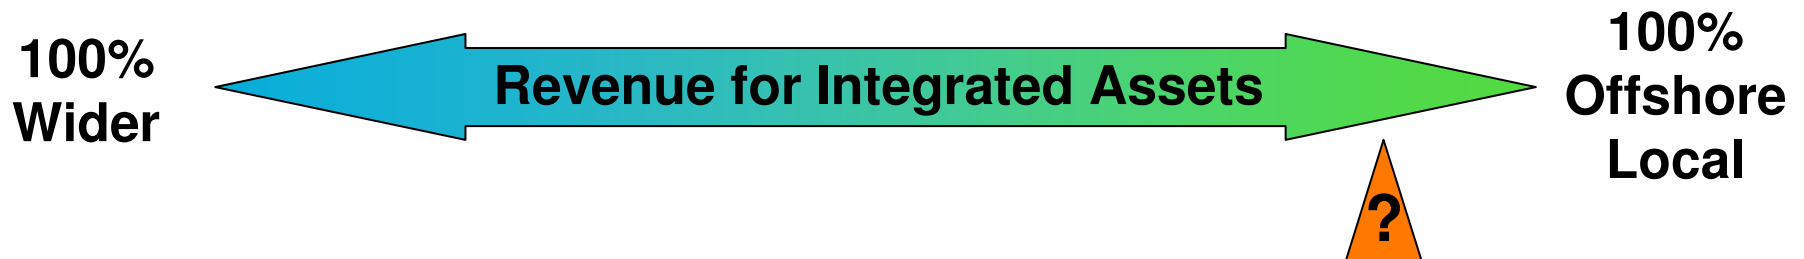 100%
Wider
Revenue for Integrated Assets
100%
Offshore
Local
?